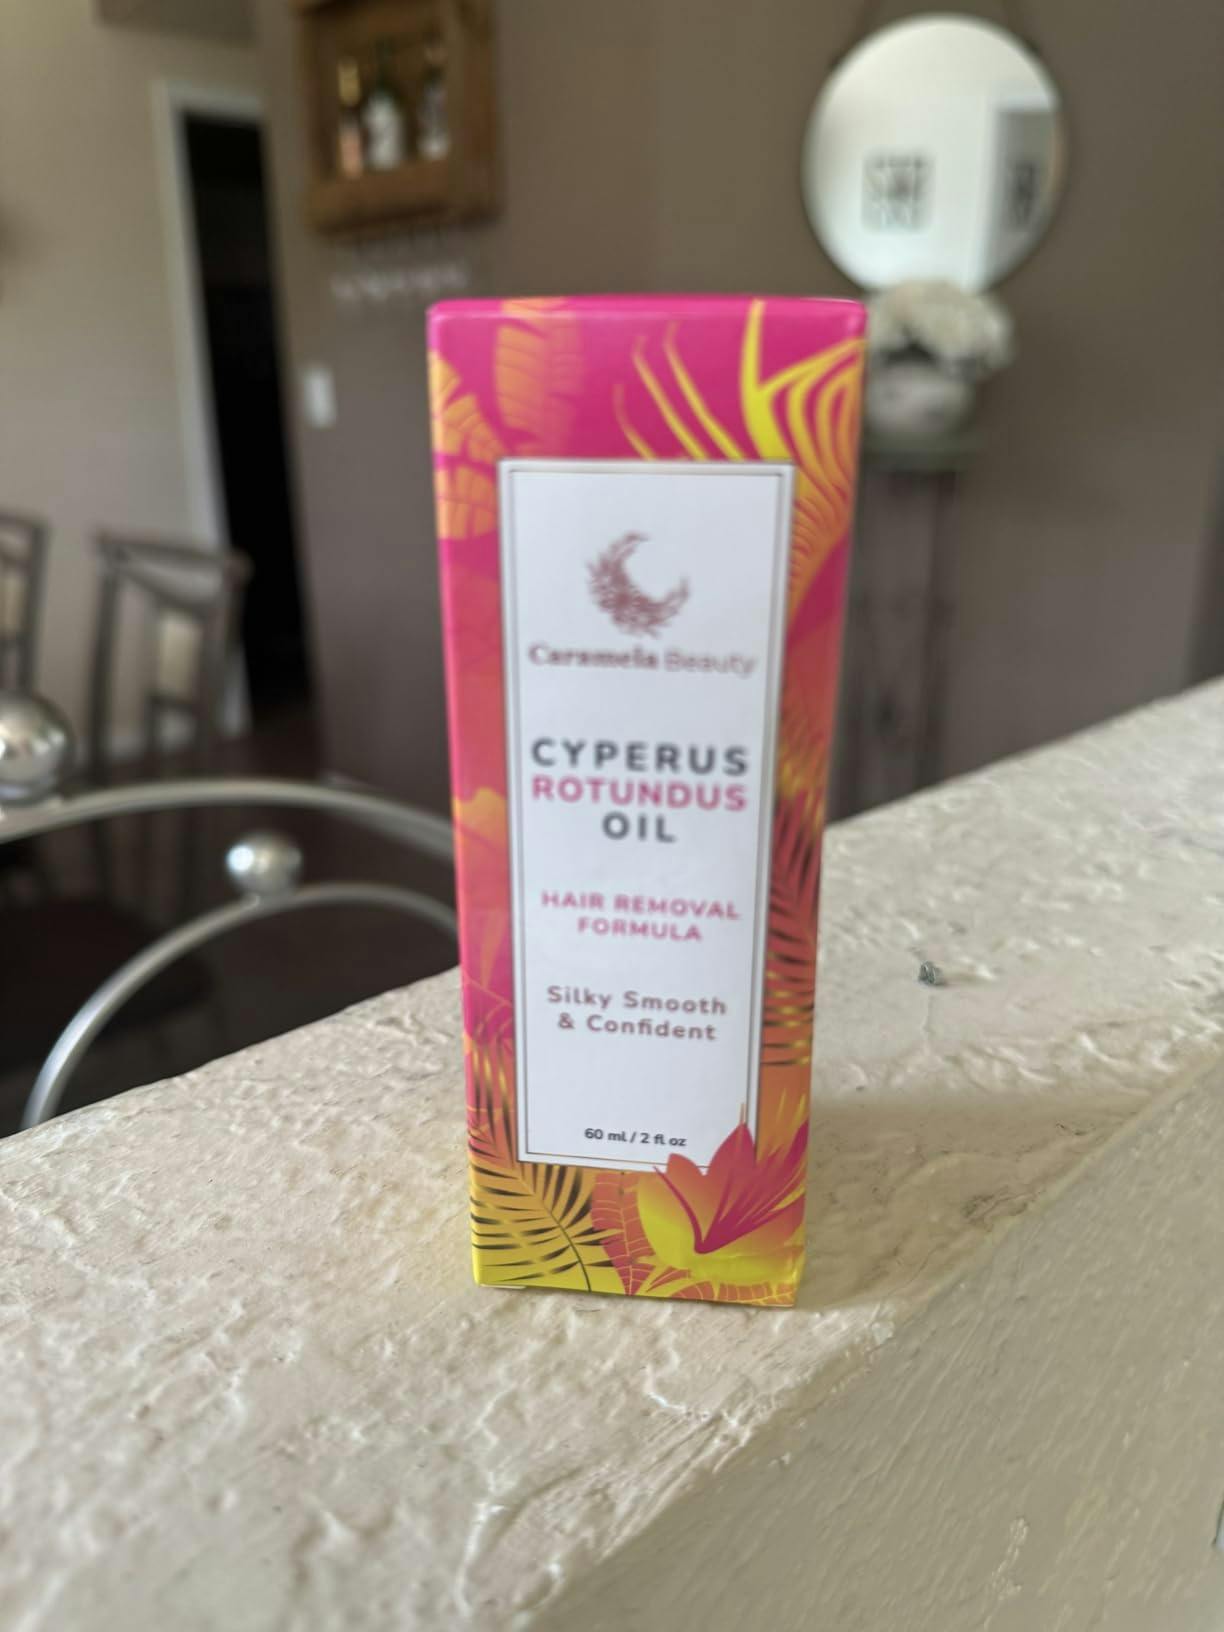 Caramela Beauty
CYPERUS
ROTUNDUS
OIL
HAIR REMOVAL
FORMULA
Silky Smooth
& Confident
60 ml / 2 fl oz